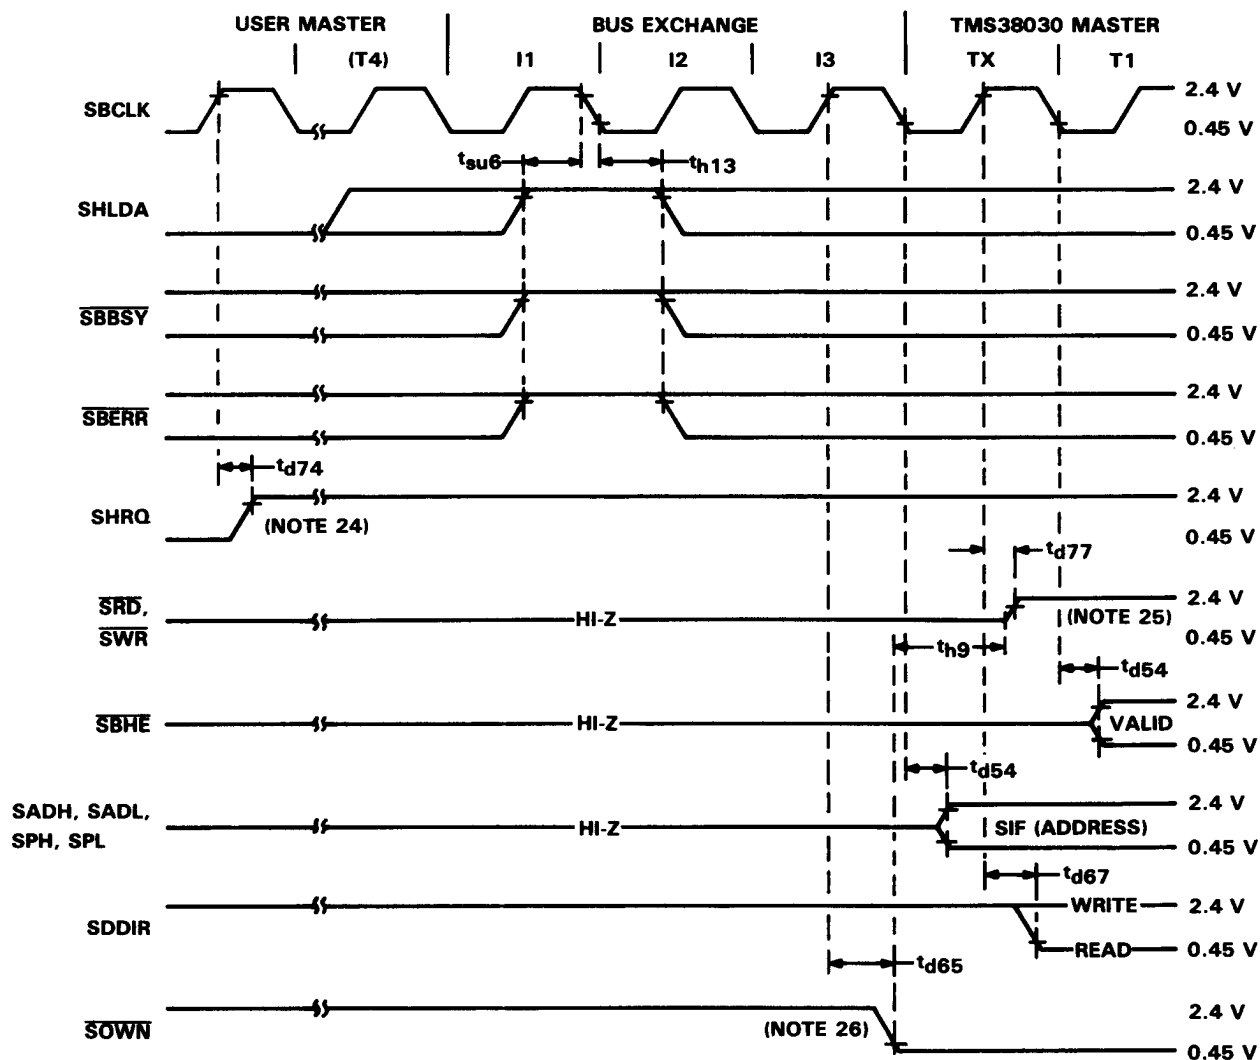 USER MASTER BUS EXCHANGE TMS38030 MASTER
(T4) I1 I2 I3 TX T1
SBCLK 2.4 V
0.45 V
tsu6 th13
SHLDA 2.4 V
0.45 V
SBBSY 2.4 V
0.45 V
SBERR 2.4 V
0.45 V
td74
SHRQ (NOTE 24) 2.4 V
0.45 V
td77
SRD, 2.4 V
HI-Z (NOTE 25)
SWR 0.45 V
th9
td54
SBHE HI-Z VALID 2.4 V
0.45 V
td54
SADH, SADL, 2.4 V
HI-Z SIF (ADDRESS)
SPH, SPL 0.45 V
td67
SDDIR WRITE 2.4 V
READ 0.45 V
td65
SOWN (NOTE 26) 2.4 V
0.45 V